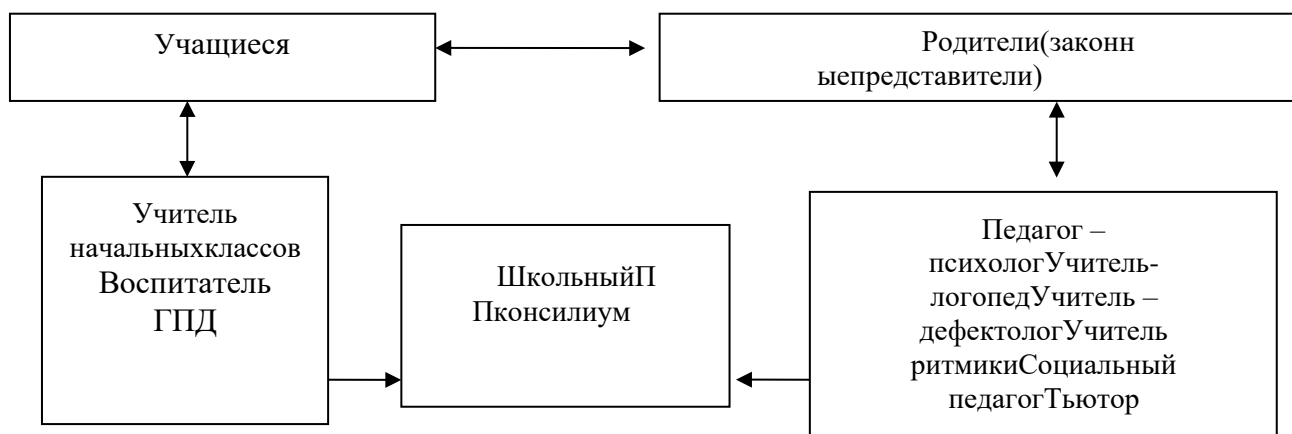 Учащиеся
Родители(законн
ыепредставители)
Учитель
начальныхклассов
Воспитатель
ГПД
ШкольныйП
Пконсилиум
Педагог –
психологУчитель-
логопедУчитель –
дефектологУчитель
ритмикиСоциальный
педагогТьютор